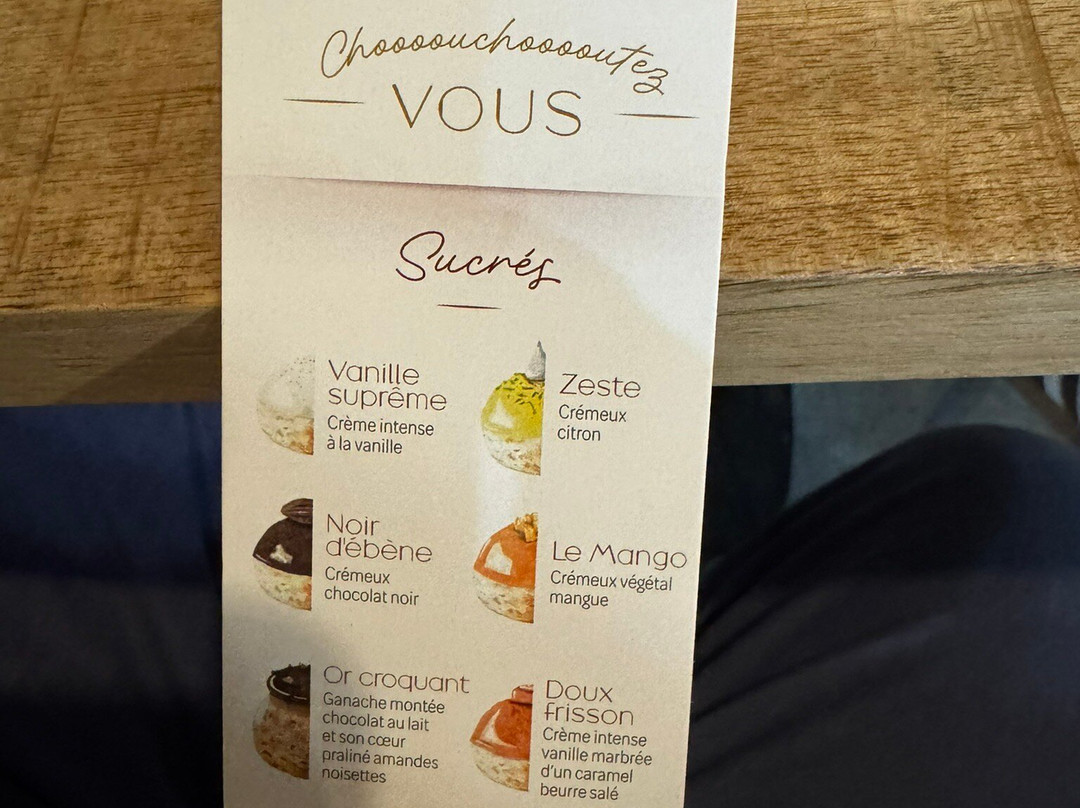 Choooouchooooutez
VOUS
Sucrés
Vanille
suprême
Crème intense
à la vanille
Zeste
Crémeux
citron
Noir
d'ébène
Crémeux
chocolat noir
Le Mango
Crémeux végétal
mangue
Or croquant
Ganache montée
chocolat au lait
et son cœur
praliné amandes
noisettes
Doux
frisson
Crème intense
vanille marbrée
d'un caramel
beurre salé